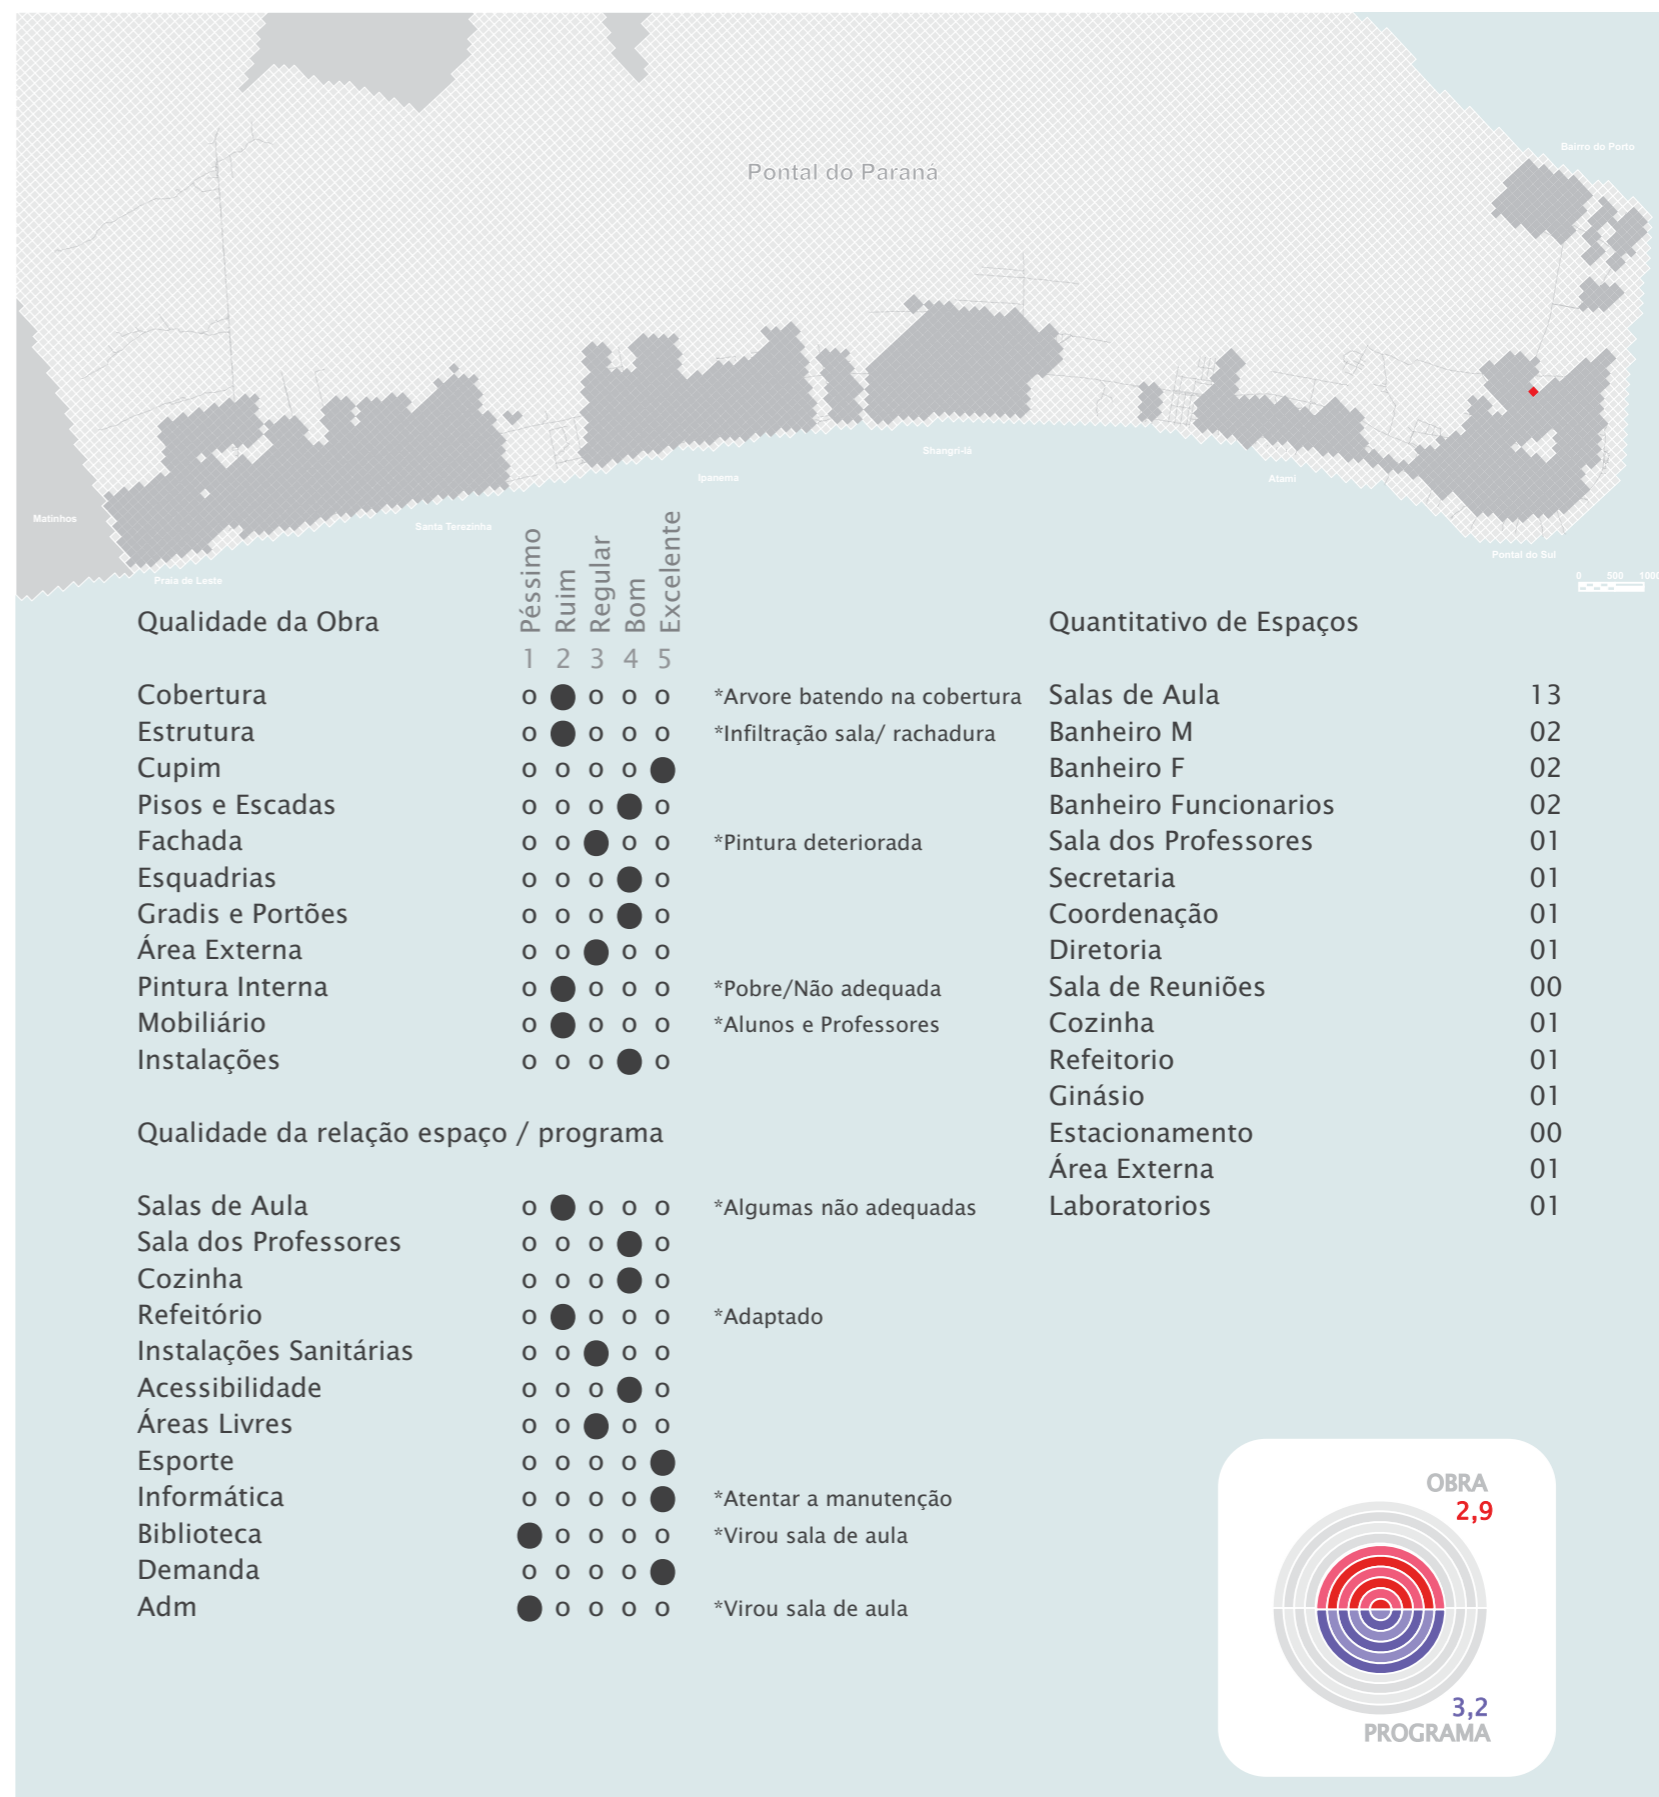 Bairro do Porto
Pontal do Paraná
Shangri-lá
Ipanema
Atami
Matinhos
Santa Terezinha
Pontal do Sul
Praia de Leste
0 500 1000
Péssimo
Ruim
Regular
Bom
Excelente
Qualidade da Obra
1 2 3 4 5
Cobertura o ● o o o *Arvore batendo na cobertura
Estrutura o ● o o o *Infiltração sala/ rachadura
Cupim o o o o ●
Pisos e Escadas o o o ● o
Fachada o o ● o o *Pintura deteriorada
Esquadrias o o o ● o
Gradis e Portões o o o ● o
Área Externa o o ● o o
Pintura Interna o ● o o o *Pobre/Não adequada
Mobiliário o ● o o o *Alunos e Professores
Instalações o o o ● o
Qualidade da relação espaço / programa
Salas de Aula o ● o o o *Algumas não adequadas
Sala dos Professores o o o ● o
Cozinha o o o ● o
Refeitório o ● o o o *Adaptado
Instalações Sanitárias o o ● o o
Acessibilidade o o o ● o
Áreas Livres o o ● o o
Esporte o o o o ●
Informática o o o o ● *Atentar a manutenção
Biblioteca ● o o o o *Virou sala de aula
Demanda o o o o ●
Adm ● o o o o *Virou sala de aula
Quantitativo de Espaços
Salas de Aula 13
Banheiro M 02
Banheiro F 02
Banheiro Funcionarios 02
Sala dos Professores 01
Secretaria 01
Coordenação 01
Diretoria 01
Sala de Reuniões 00
Cozinha 01
Refeitorio 01
Ginásio 01
Estacionamento 00
Área Externa 01
Laboratorios 01
OBRA
2,9
3,2
PROGRAMA